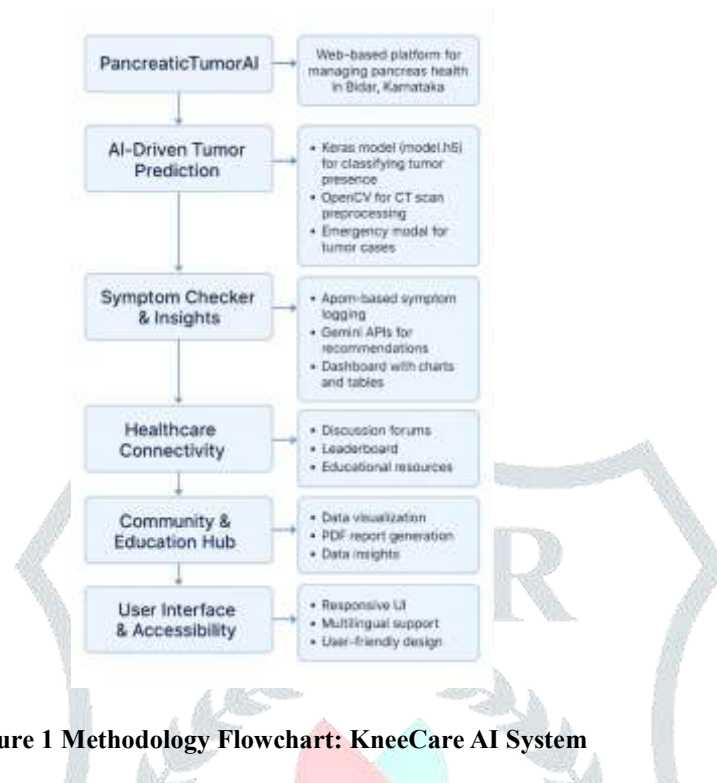 PancreaticTumorAI
Web-based platform for
managing pancreas health
in Bidar, Karnataka
AI-Driven Tumor
Prediction
• Keras model (model.h5)
for classifying tumor
presence
• OpenCV for CT scan
preprocessing
• Emergency modal for
tumor cases
Symptom Checker
& Insights
• Apom-based symptom
logging
• Gemini APIs for
recommendations
• Dashboard with charts
and tables
Healthcare
Connectivity
• Discussion forums
• Leaderboard
• Educational resources
Community &
Education Hub
• Data visualization
• PDF report generation
• Data insights
User Interface
& Accessibility
• Responsive UI
• Multilingual support
• User-friendly design
R
ure 1 Methodology Flowchart: KneeCare AI System